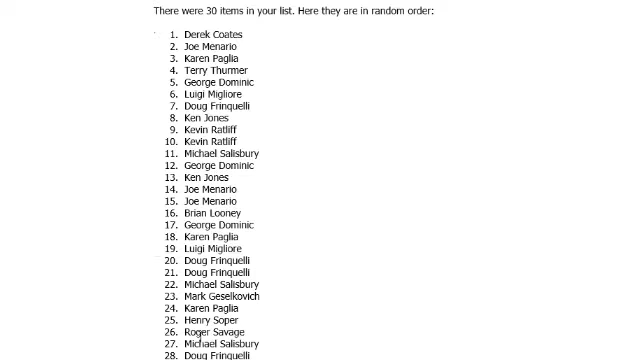 There were 30 items in your list. Here they are in random order:
1. Derek Coates
2. Joe Menario
3. Karen Paglia
4. Terry Thurmer
5. George Dominic
6. Luigi Migliore
7. Doug Frinquelli
8. Ken Jones
9. Kevin Ratliff
10. Kevin Ratliff
11. Michael Salisbury
12. George Dominic
13. Ken Jones
14. Joe Menario
15. Joe Menario
16. Brian Looney
17. George Dominic
18. Karen Paglia
19. Luigi Migliore
20. Doug Frinquelli
21. Doug Frinquelli
22. Michael Salisbury
23. Mark Geselkovich
24. Karen Paglia
25. Henry Soper
26. Roger Savage
27. Michael Salisbury
28. Doug Frinquelli